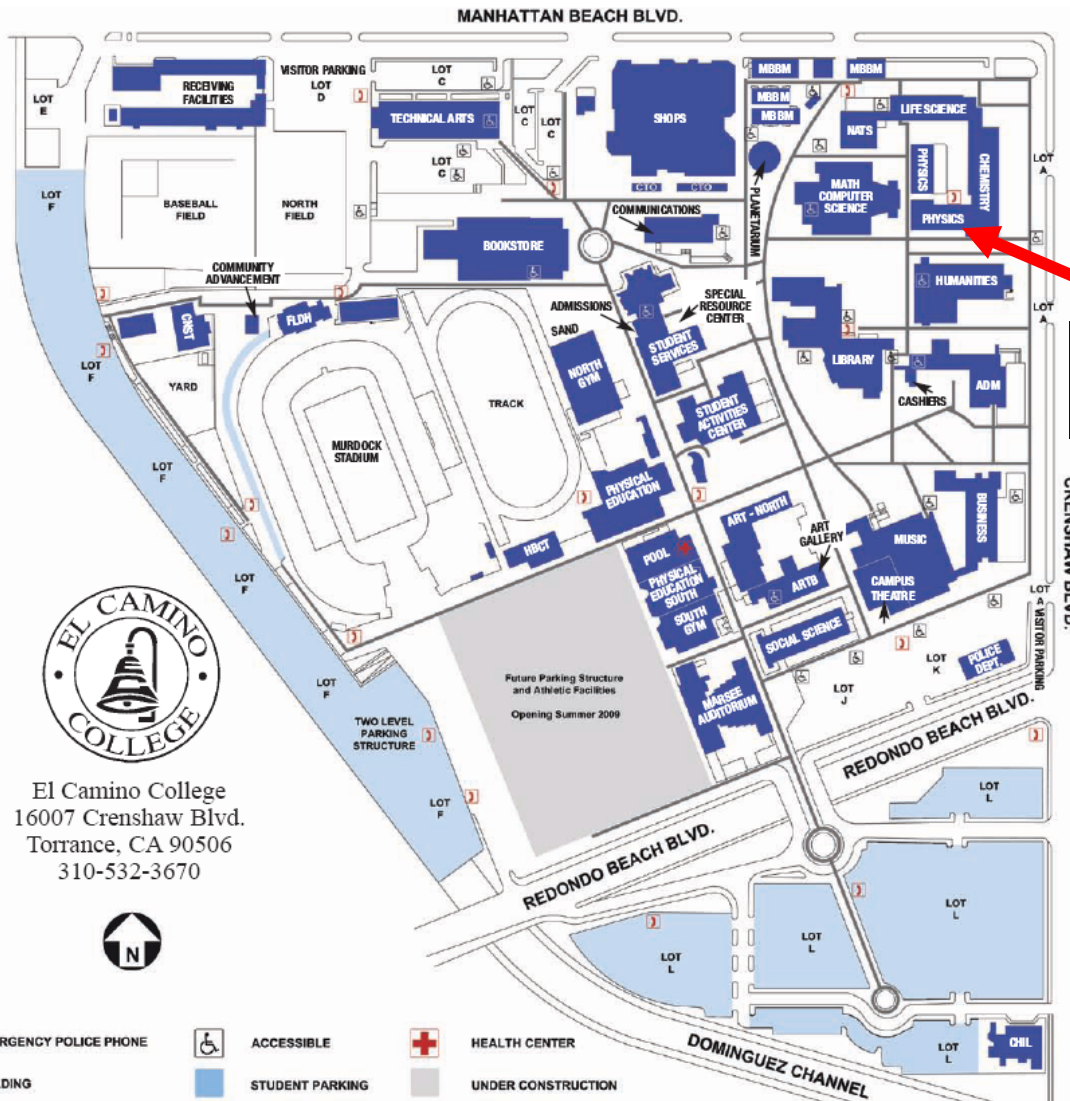 MANHATTAN BEACH BLVD.
LOT
E
RECEIVING
FACILITIES
VISITOR PARKING
LOT
D
LOT
C
TECHNICAL ARTS
LOT
C
LOT
C
LOT
C
SHOPS
CTO
CTO
MBBM
MBBM
MBBM
MBBM
LIFE SCIENCE
NATS
PHYSICS
CHEMISTRY
LOT
A
PLANETARIUM
MATH
COMPUTER
SCIENCE
PHYSICS
LOT
F
BASEBALL
FIELD
NORTH
FIELD
COMMUNICATIONS
BOOKSTORE
COMMUNITY
ADVANCEMENT
HUMANITIES
LOT
A
CNST
FLDH
ADMISSIONS
SPECIAL
RESOURCE
CENTER
SAND
STUDENT
SERVICES
LIBRARY
LOT
F
YARD
NORTH
GYM
CASHIERS
ADM
TRACK
STUDENT
ACTIVITIES
CENTER
MURDOCK
STADIUM
LOT
F
PHYSICAL
EDUCATION
CRENSHAW BLVD.
ART - NORTH
ART
GALLERY
MUSIC
BUSINESS
HBCT
POOL
PHYSICAL
EDUCATION
SOUTH
ARTB
CAMPUS
THEATRE
LOT
F
SOUTH
GYM
LOT
A
VISITOR PARKING
SOCIAL SCIENCE
EL CAMINO
COLLEGE
LOT
K
POLICE
DEPT.
LOT
F
Future Parking Structure
and Athletic Facilities
Opening Summer 2009
MARSEE
AUDITORIUM
LOT
J
TWO LEVEL
PARKING
STRUCTURE
REDONDO BEACH BLVD.
El Camino College
16007 Crenshaw Blvd.
Torrance, CA 90506
310-532-3670
LOT
F
LOT
L
REDONDO BEACH BLVD.
LOT
L
N
LOT
L
LOT
L
RGENCY POLICE PHONE
ACCESSIBLE
HEALTH CENTER
DOMINGUEZ CHANNEL
LOT
L
CHIL
DING
STUDENT PARKING
UNDER CONSTRUCTION